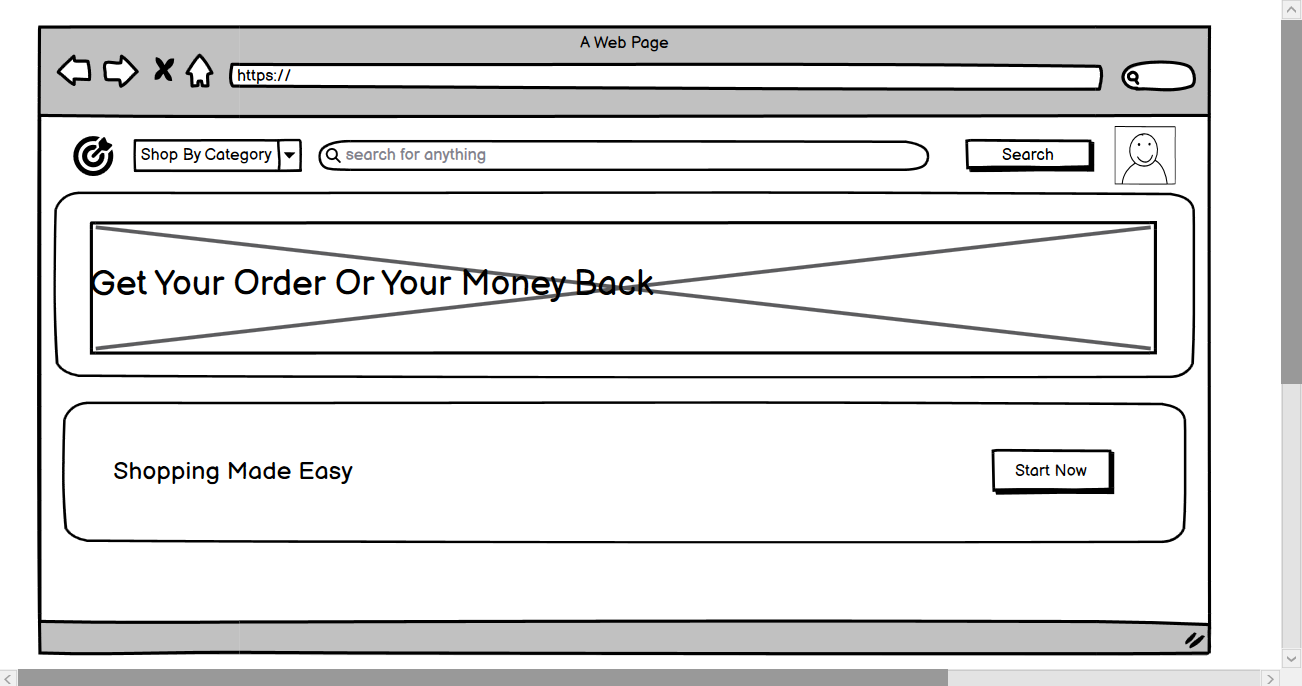 A Web Page
https://
Shop By Category
search for anything
Search
Get Your Order Or Your Money Back
Shopping Made Easy
Start Now